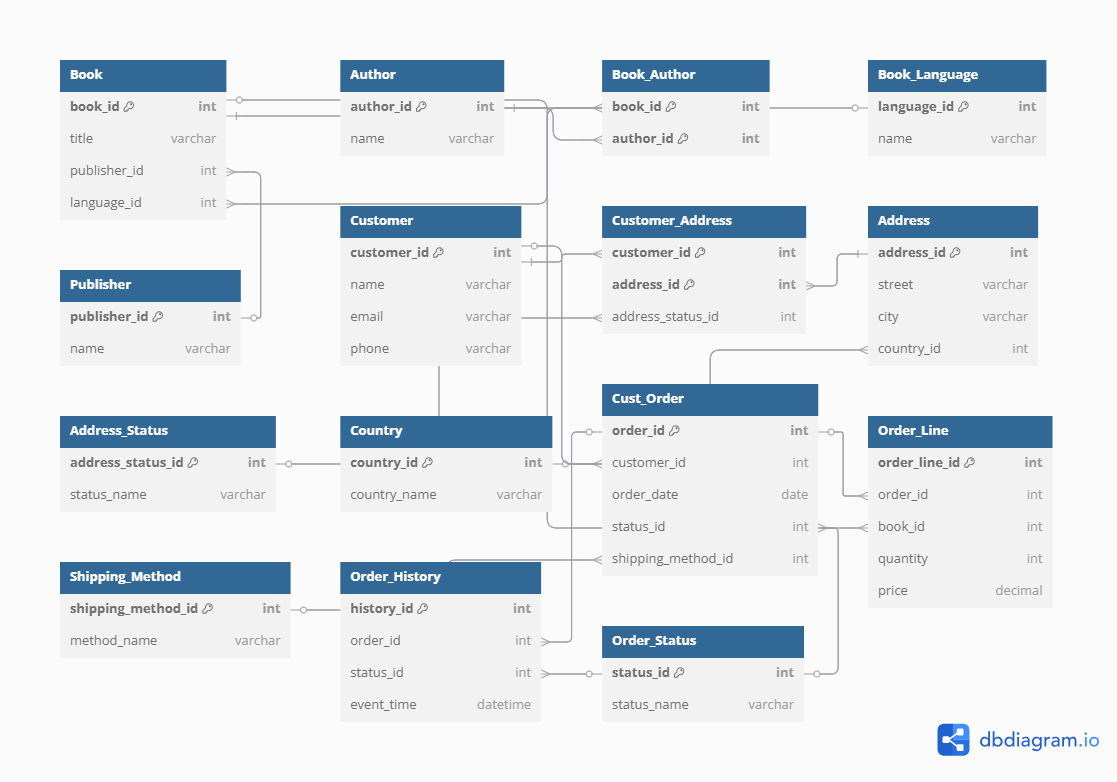 Book
book_id int
title varchar
publisher_id int
language_id int
Author
author_id int
name varchar
Book_Author
book_id int
author_id int
Book_Language
language_id int
name varchar
Publisher
publisher_id int
name varchar
Customer
customer_id int
name varchar
email varchar
phone varchar
Customer_Address
customer_id int
address_id int
address_status_id int
Address
address_id int
street varchar
city varchar
country_id int
Address_Status
address_status_id int
status_name varchar
Country
country_id int
country_name varchar
Cust_Order
order_id int
customer_id int
order_date date
status_id int
shipping_method_id int
Order_Line
order_line_id int
order_id int
book_id int
quantity int
price decimal
Shipping_Method
shipping_method_id int
method_name varchar
Order_History
history_id int
order_id int
status_id int
event_time datetime
Order_Status
status_id int
status_name varchar
dbdiagram.io